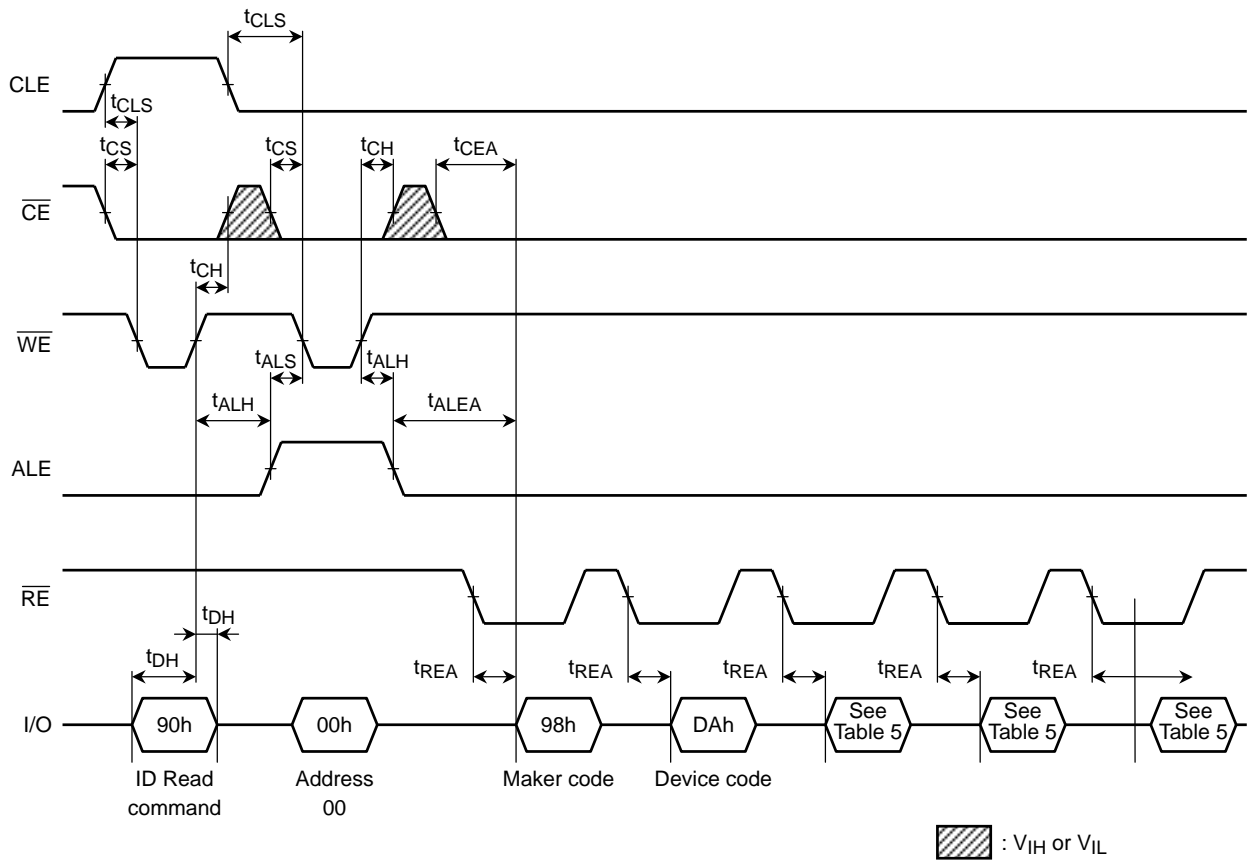 tCLS
CLE
tCLS
tCS tCS tCH tCEA
CE
tCH
WE
tALS tALH
tALH tALEA
ALE
RE
tDH
tDH tREA tREA tREA tREA tREA
I/O 90h 00h 98h DAh See Table 5 See Table 5 See Table 5
ID Read command
Address 00
Maker code
Device code
: VIH or VIL